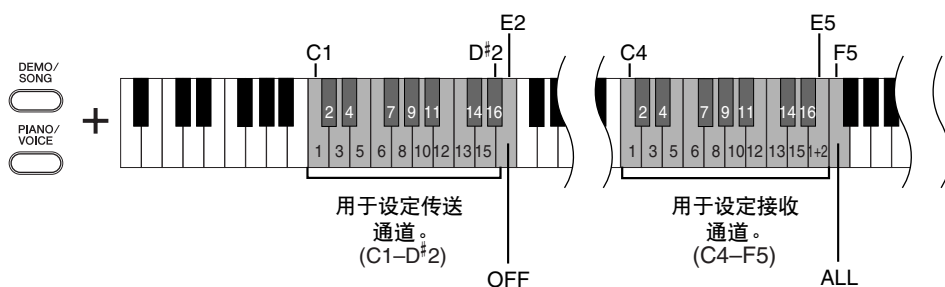 E2
E5
C1
D#2
C4
F5
DEMO/
SONG
PIANO/
VOICE
+
2 4 7 9 11 14 16
1 3 5 6 8 10 12 13 15
2 4 7 9 11 14 16
1 3 5 6 8 10 12 13 15 1+2
用于设定传送
通道。
(C1–D#2)
OFF
用于设定接收
通道。
(C4–F5)
ALL